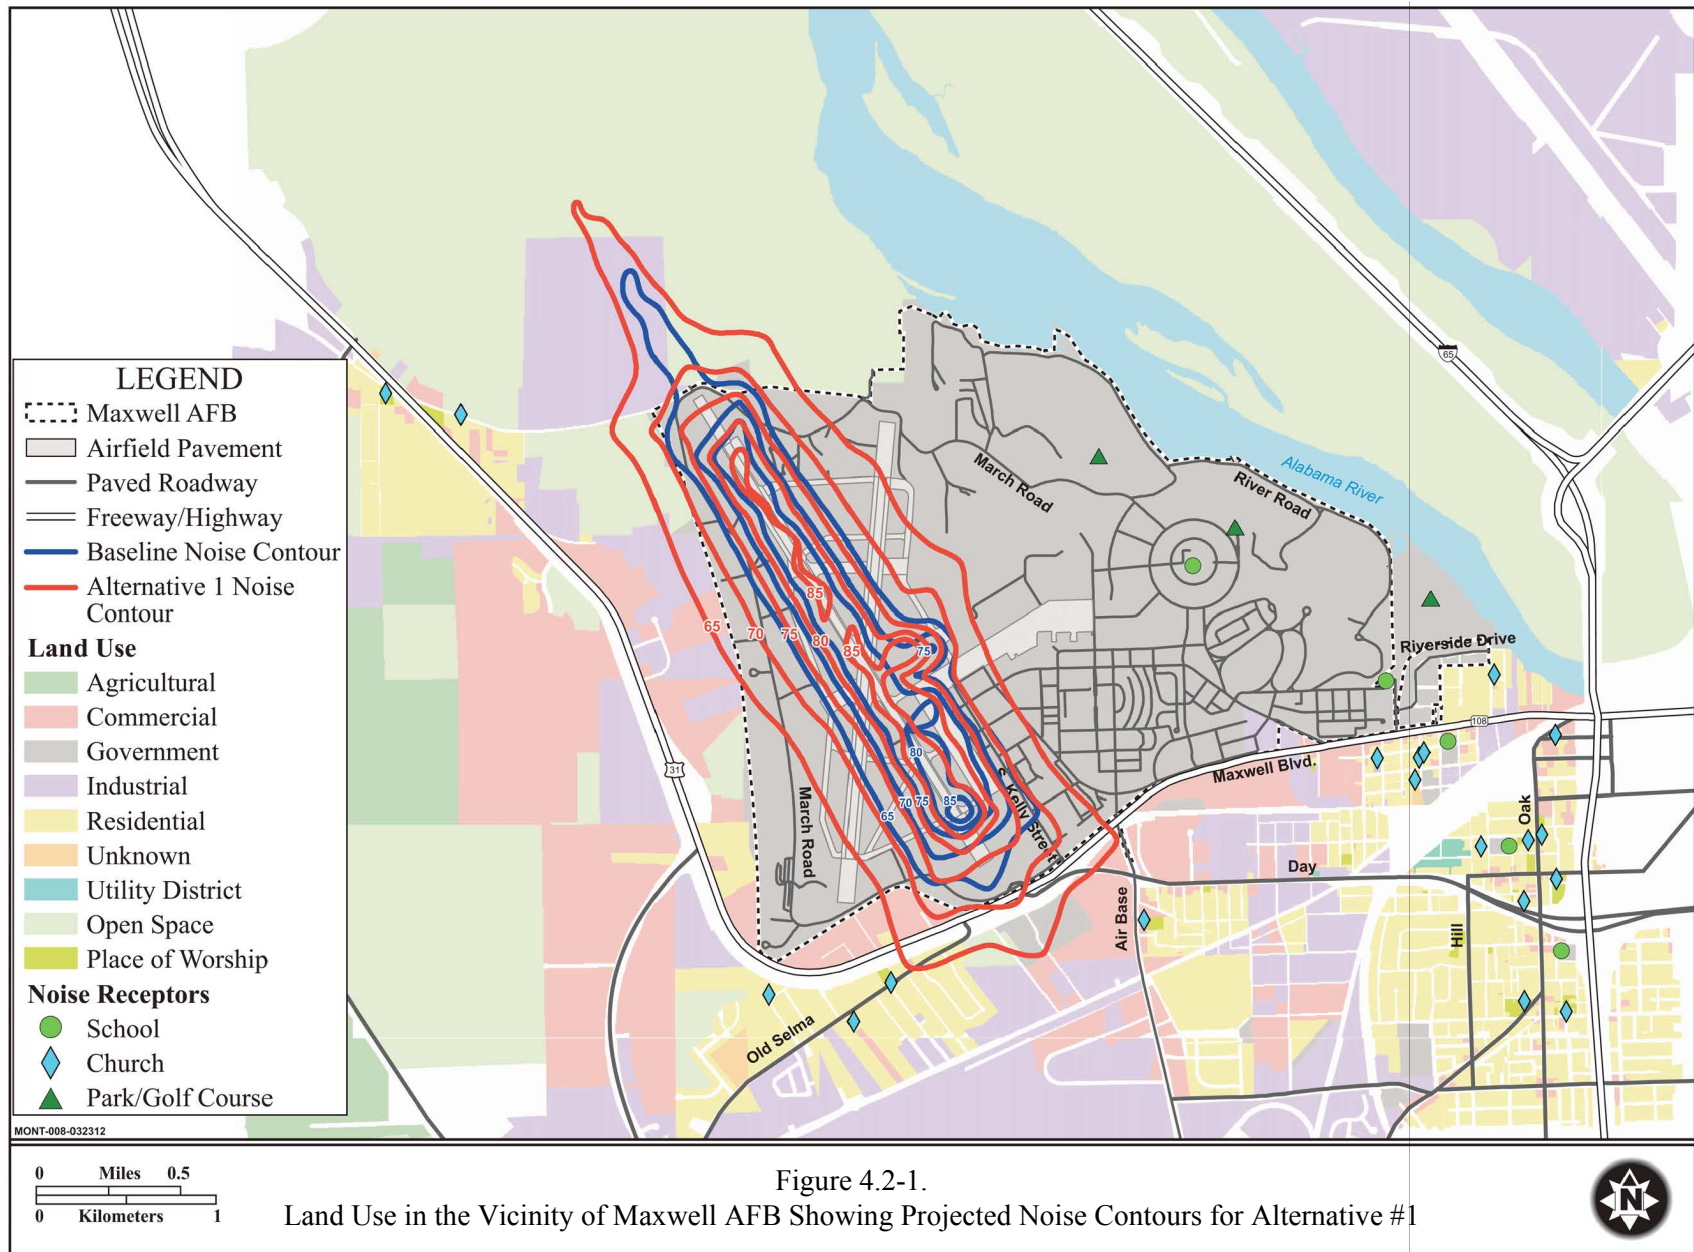 LEGEND
Maxwell AFB
Airfield Pavement
Paved Roadway
Freeway/Highway
Baseline Noise Contour
Alternative 1 Noise
Contour
Land Use
Agricultural
Commercial
Government
Industrial
Residential
Unknown
Utility District
Open Space
Place of Worship
Noise Receptors
School
Church
Park/Golf Course
MONT-008-032312
65
Alabama River
March Road
River Road
85
65
70
75
80
85
75
Riverside Dr
108
80
31
Maxwell Blvd.
70
75
85
65
S. Kelly Street
March Road
Oak
Day
Air Base
Hill
Old Selma
0 Miles 0.5
0 Kilometers 1
Figure 4.2-1.
Land Use in the Vicinity of Maxwell AFB Showing Projected Noise Contours for Alternative #1
N